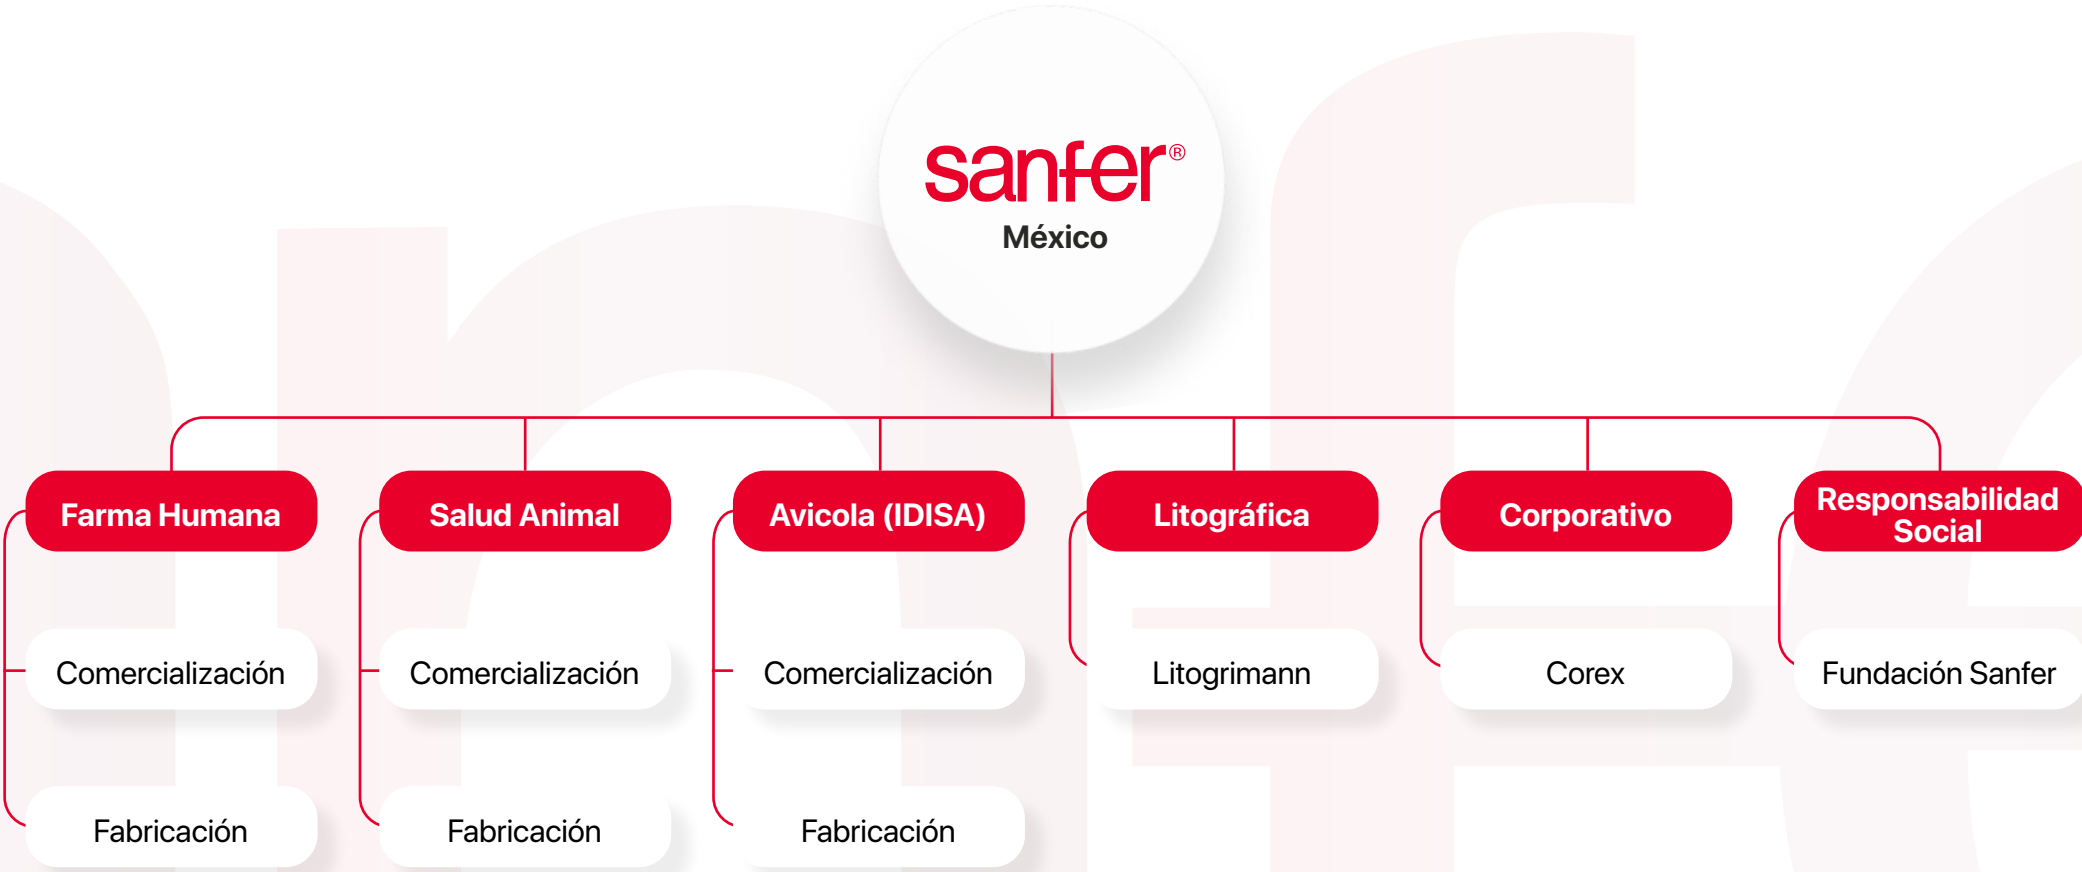 sanfer®
México
Farma Humana
Salud Animal
Avicola (IDISA)
Litográfica
Corporativo
Responsabilidad
Social
Comercialización
Comercialización
Comercialización
Litogrimann
Corex
Fundación Sanfer
Fabricación
Fabricación
Fabricación